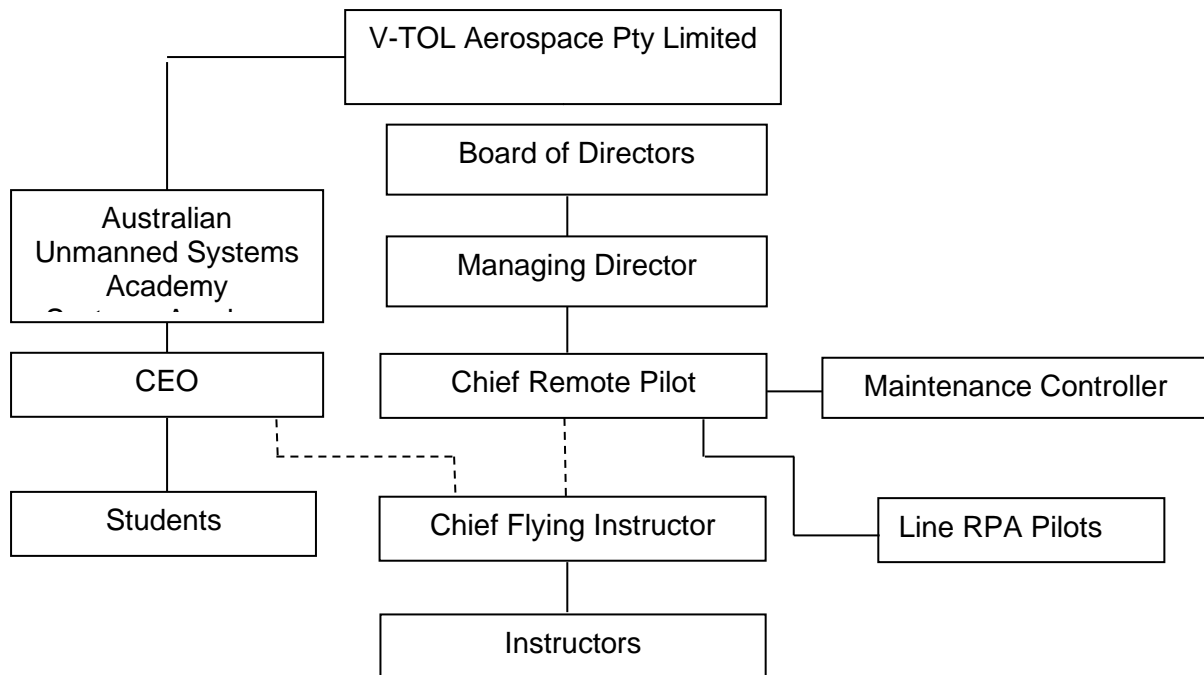 V-TOL Aerospace Pty Limited
Board of Directors
Australian
Unmanned Systems
Academy
Managing Director
CEO
Chief Remote Pilot
Maintenance Controller
Students
Chief Flying Instructor
Line RPA Pilots
Instructors